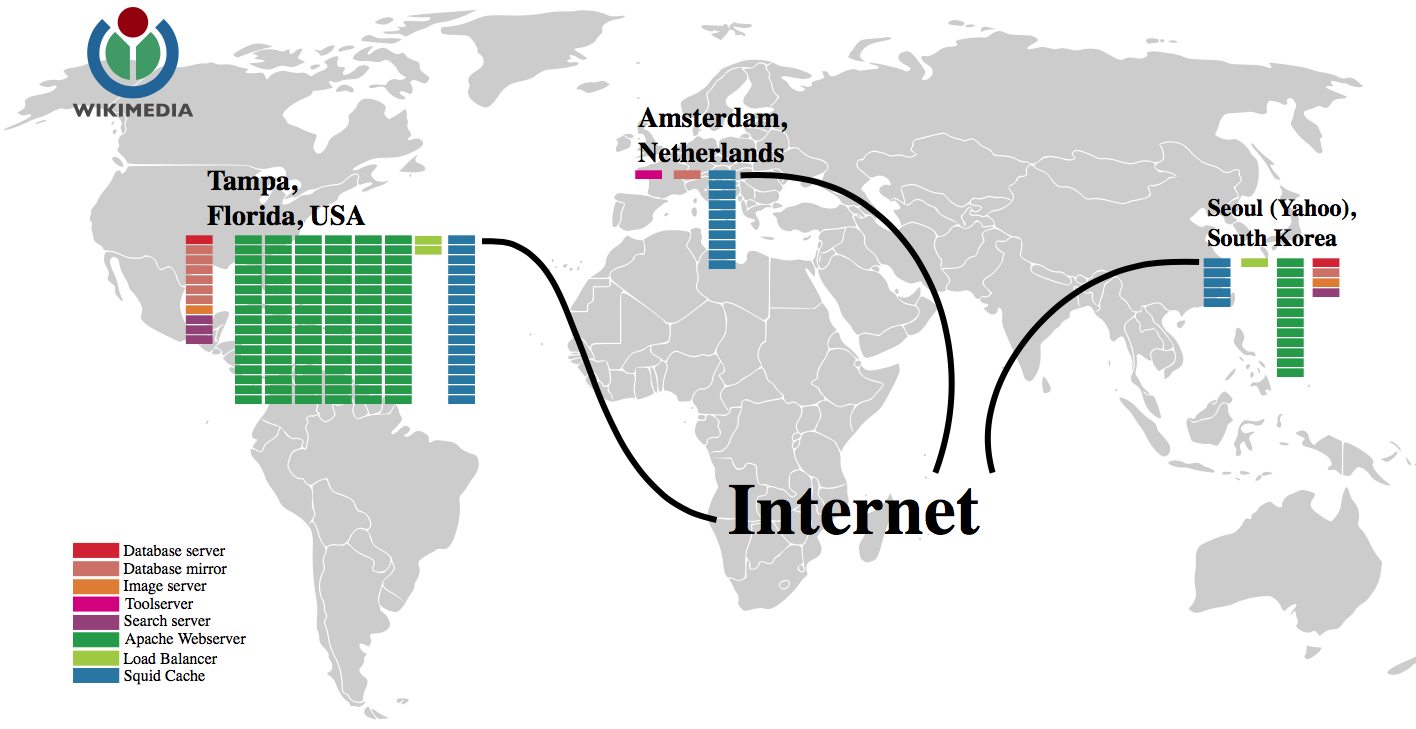 WIKIMEDIA
Amsterdam,
Netherlands
Tampa,
Florida, USA
Seoul (Yahoo),
South Korea
Internet
Database server
Database mirror
Image server
Toolserver
Search server
Apache Webserver
Load Balancer
Squid Cache